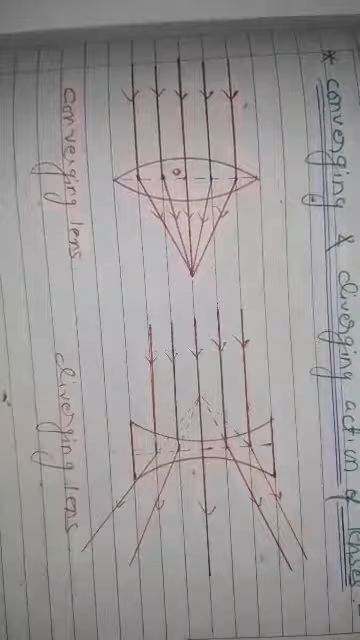 * converging & diverging action of lenses:
o
converging lens
diverging lens